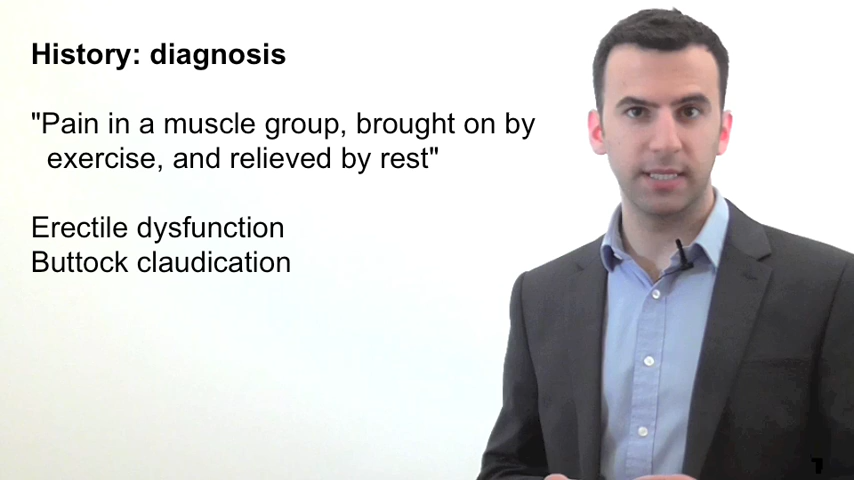 History: diagnosis
"Pain in a muscle group, brought on by
exercise, and relieved by rest"
Erectile dysfunction
Buttock claudication